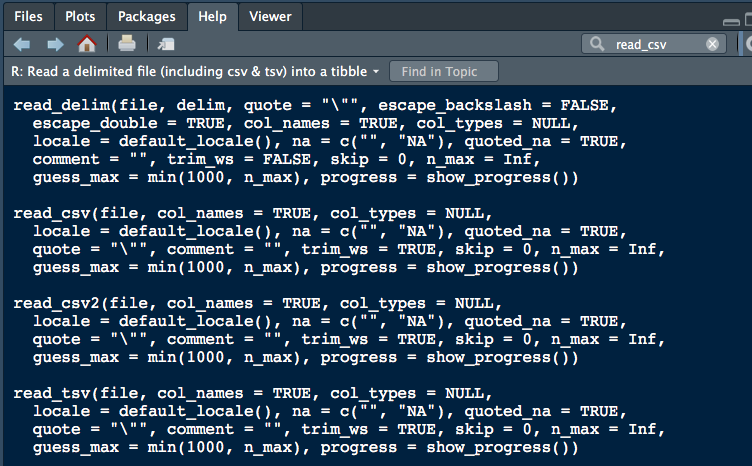 Files Plots Packages Help Viewer
read_csv
R: Read a delimited file (including csv & tsv) into a tibble Find in Topic
read_delim(file, delim, quote = "\"", escape_backslash = FALSE,
  escape_double = TRUE, col_names = TRUE, col_types = NULL,
  locale = default_locale(), na = c("", "NA"), quoted_na = TRUE,
  comment = "", trim_ws = FALSE, skip = 0, n_max = Inf,
  guess_max = min(1000, n_max), progress = show_progress())
read_csv(file, col_names = TRUE, col_types = NULL,
  locale = default_locale(), na = c("", "NA"), quoted_na = TRUE,
  quote = "\"", comment = "", trim_ws = TRUE, skip = 0, n_max = Inf,
  guess_max = min(1000, n_max), progress = show_progress())
read_csv2(file, col_names = TRUE, col_types = NULL,
  locale = default_locale(), na = c("", "NA"), quoted_na = TRUE,
  quote = "\"", comment = "", trim_ws = TRUE, skip = 0, n_max = Inf,
  guess_max = min(1000, n_max), progress = show_progress())
read_tsv(file, col_names = TRUE, col_types = NULL,
  locale = default_locale(), na = c("", "NA"), quoted_na = TRUE,
  quote = "\"", comment = "", trim_ws = TRUE, skip = 0, n_max = Inf,
  guess_max = min(1000, n_max), progress = show_progress())